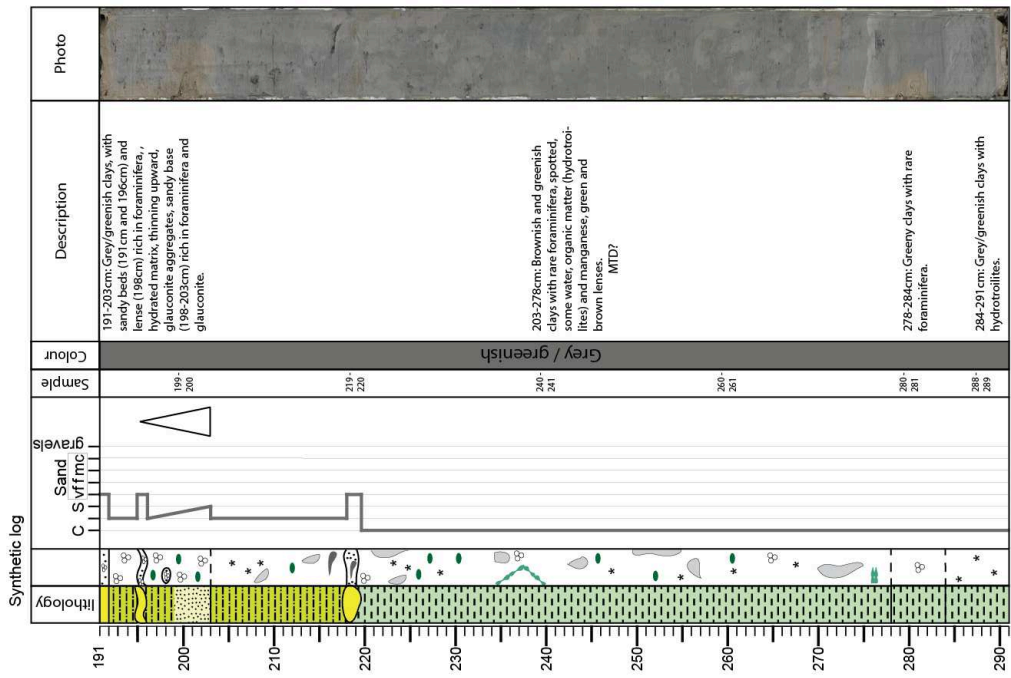 Synthetic log
Photo
Description
Colour
Sample
gravels
Sand
vf f m c
S
C
lithology
191-203cm: Grey/greenish clays, with
sandy beds (191cm and 196cm) and
lense (198cm) rich in foraminifera, ,
hydrated matrix, thinning upward,
glauconite aggregates, sandy base
(198-203cm) rich in foraminifera and
glauconite.
203-278cm: Brownish and greenish
clays with rare foraminifera, spotted,
some water, organic matter (hydrotroi-
lites) and manganese, green and
brown lenses.
MTD?
278-284cm: Greeny clays with rare
foraminifera.
284-291cm: Grey/greenish clays with
hydrotroilites.
Grey / greenish
199-
200
219-
220
240-
241
260-
261
280-
281
288-
289
191
200
210
220
230
240
250
260
270
280
290